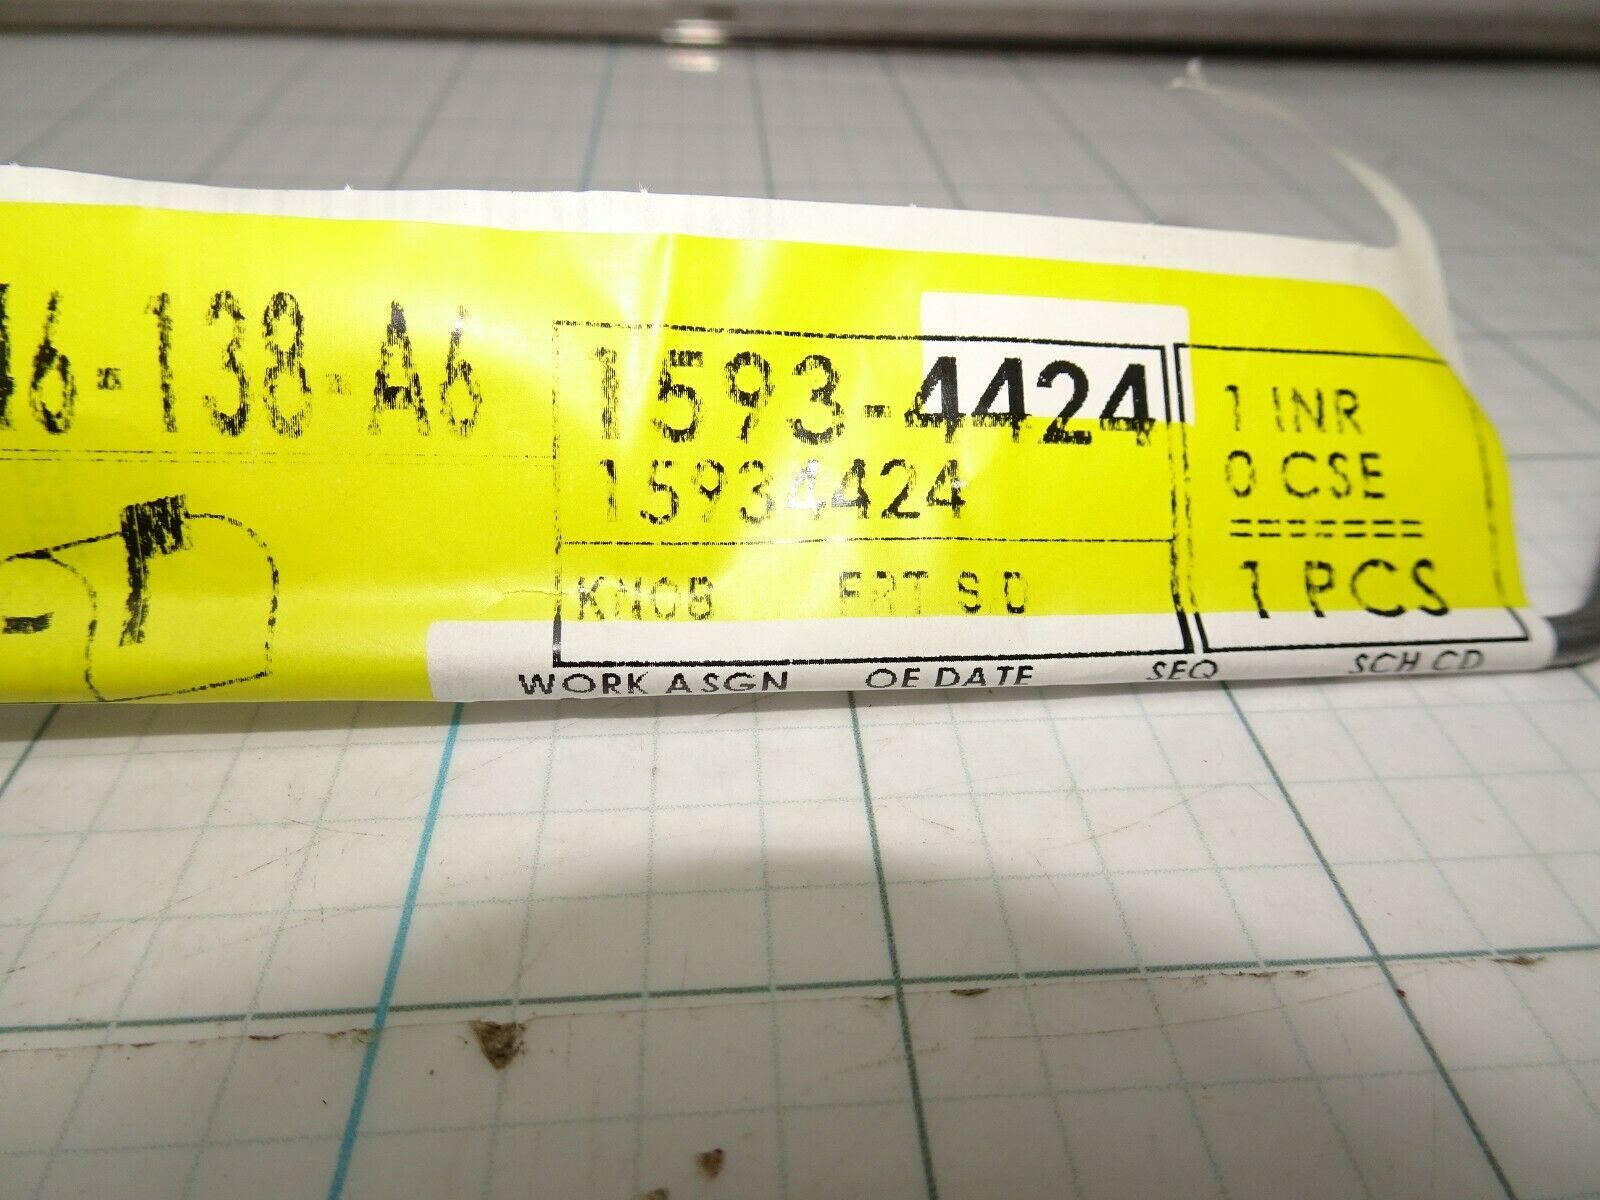 46-138-A6
1593-4424
15934424
KNOB FRT S D
1 INR
0 CSE
1 PCS
WORK ASGN OE DATE SEQ SCH CD